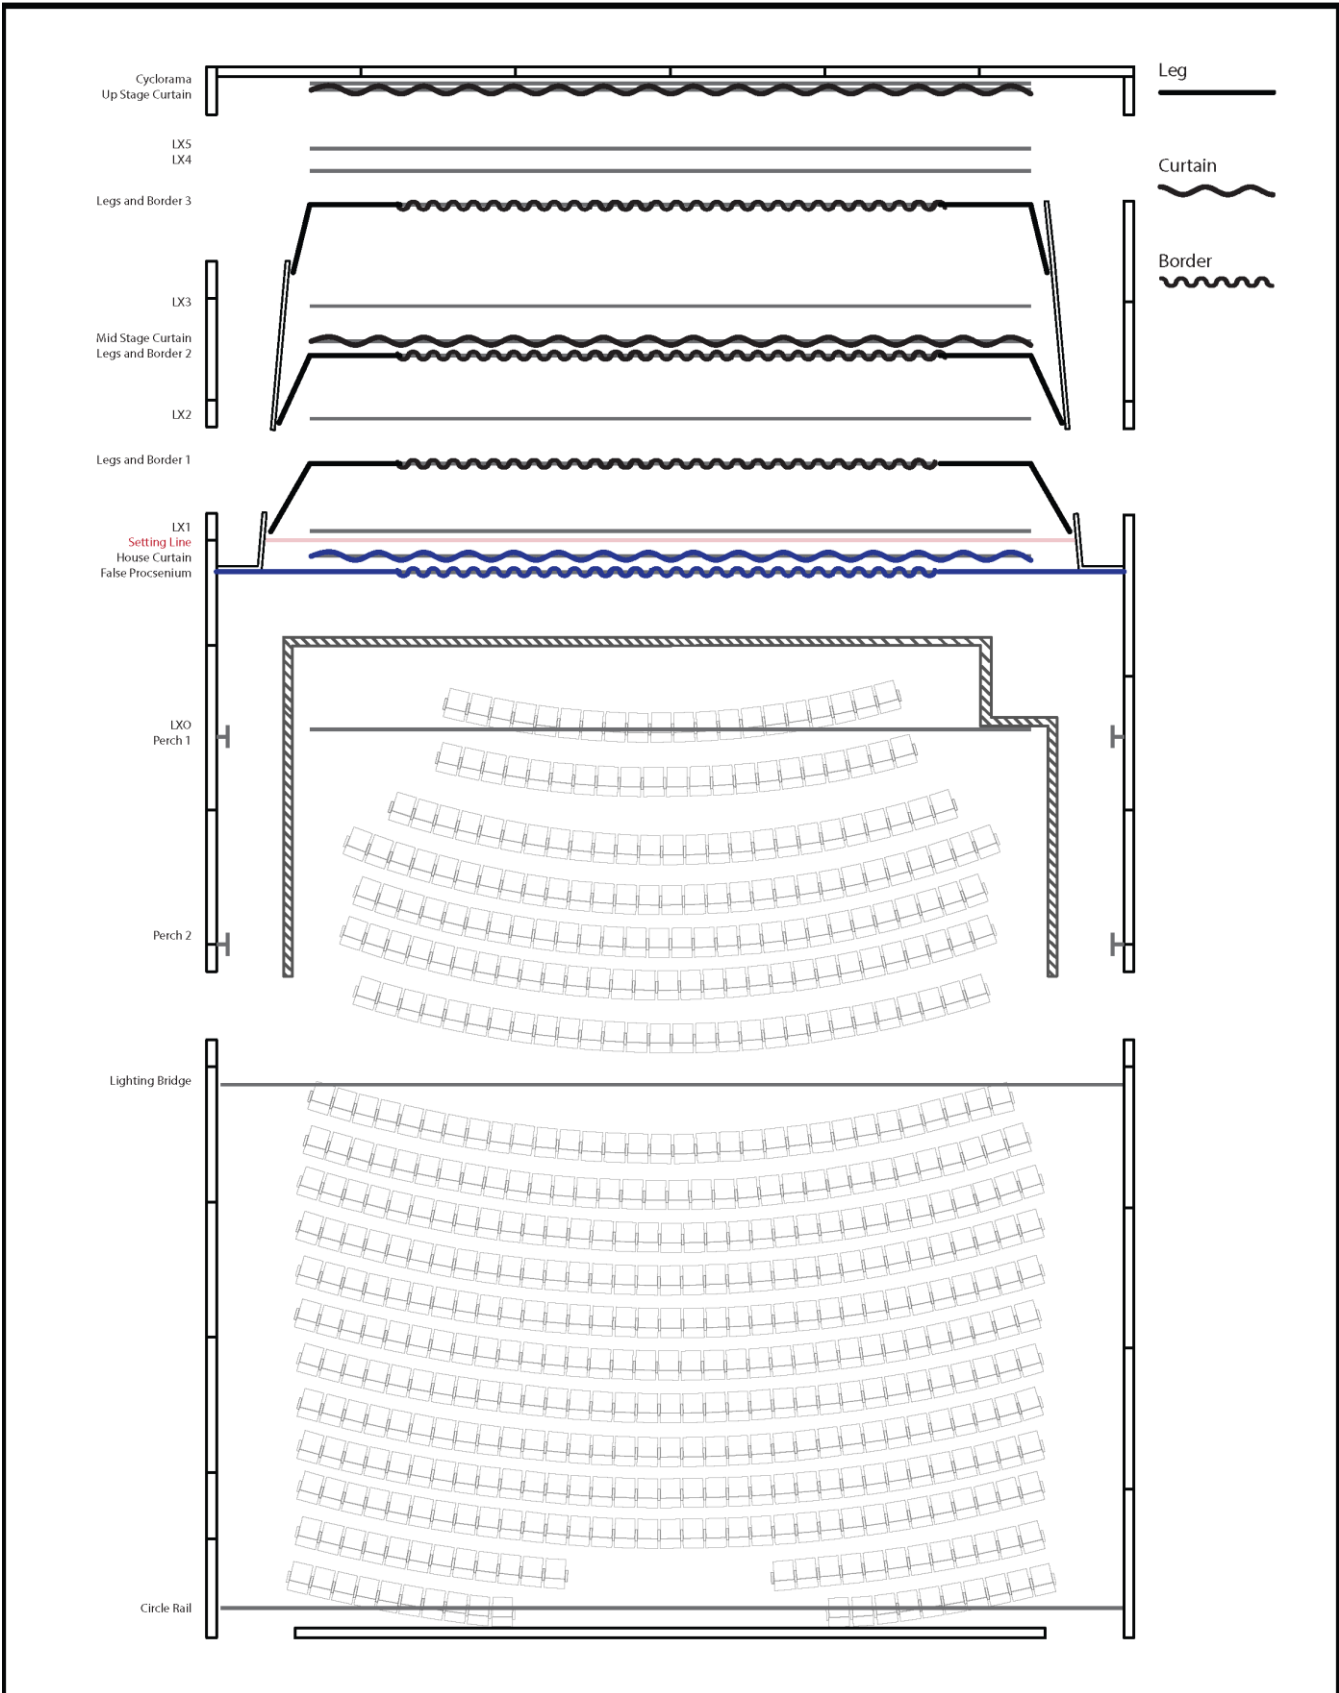 Cyclorama
Up Stage Curtain
LX5
LX4
Legs and Border 3
LX3
Mid Stage Curtain
Legs and Border 2
LX2
Legs and Border 1
LX1
Setting Line
House Curtain
False Procsenium
LXO
Perch 1
Perch 2
Lighting Bridge
Circle Rail
Leg
Curtain
Border